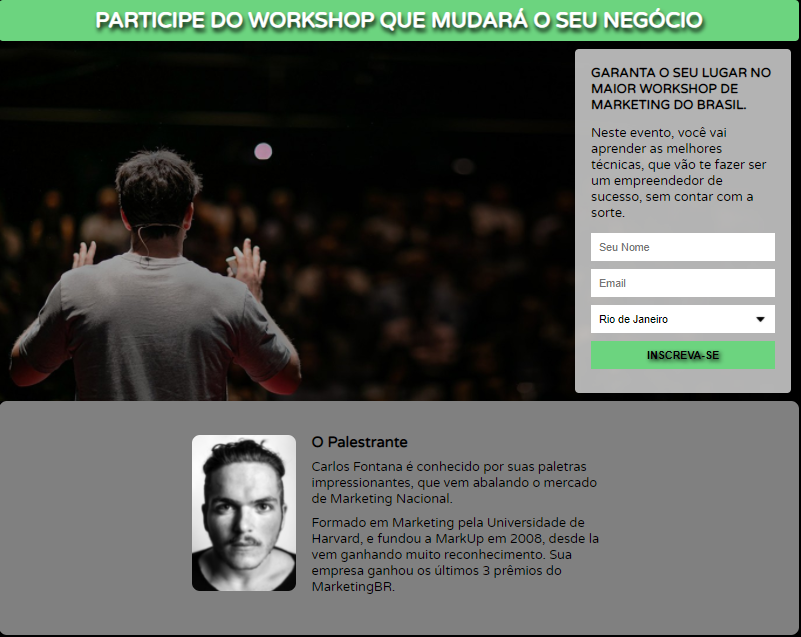 PARTICIPE DO WORKSHOP QUE MUDARÁ O SEU NEGÓCIO
GARANTA O SEU LUGAR NO
MAIOR WORKSHOP DE
MARKETING DO BRASIL.
Neste evento, você vai
aprender as melhores
técnicas, que vão te fazer ser
um empreendedor de
sucesso, sem contar com a
sorte.
Seu Nome
Email
Rio de Janeiro
INSCREVA-SE
O Palestrante
Carlos Fontana é conhecido por suas paletras
impressionantes, que vem abalando o mercado
de Marketing Nacional.
Formado em Marketing pela Universidade de
Harvard, e fundou a MarkUp em 2008, desde la
vem ganhando muito reconhecimento. Sua
empresa ganhou os últimos 3 prêmios do
MarketingBR.